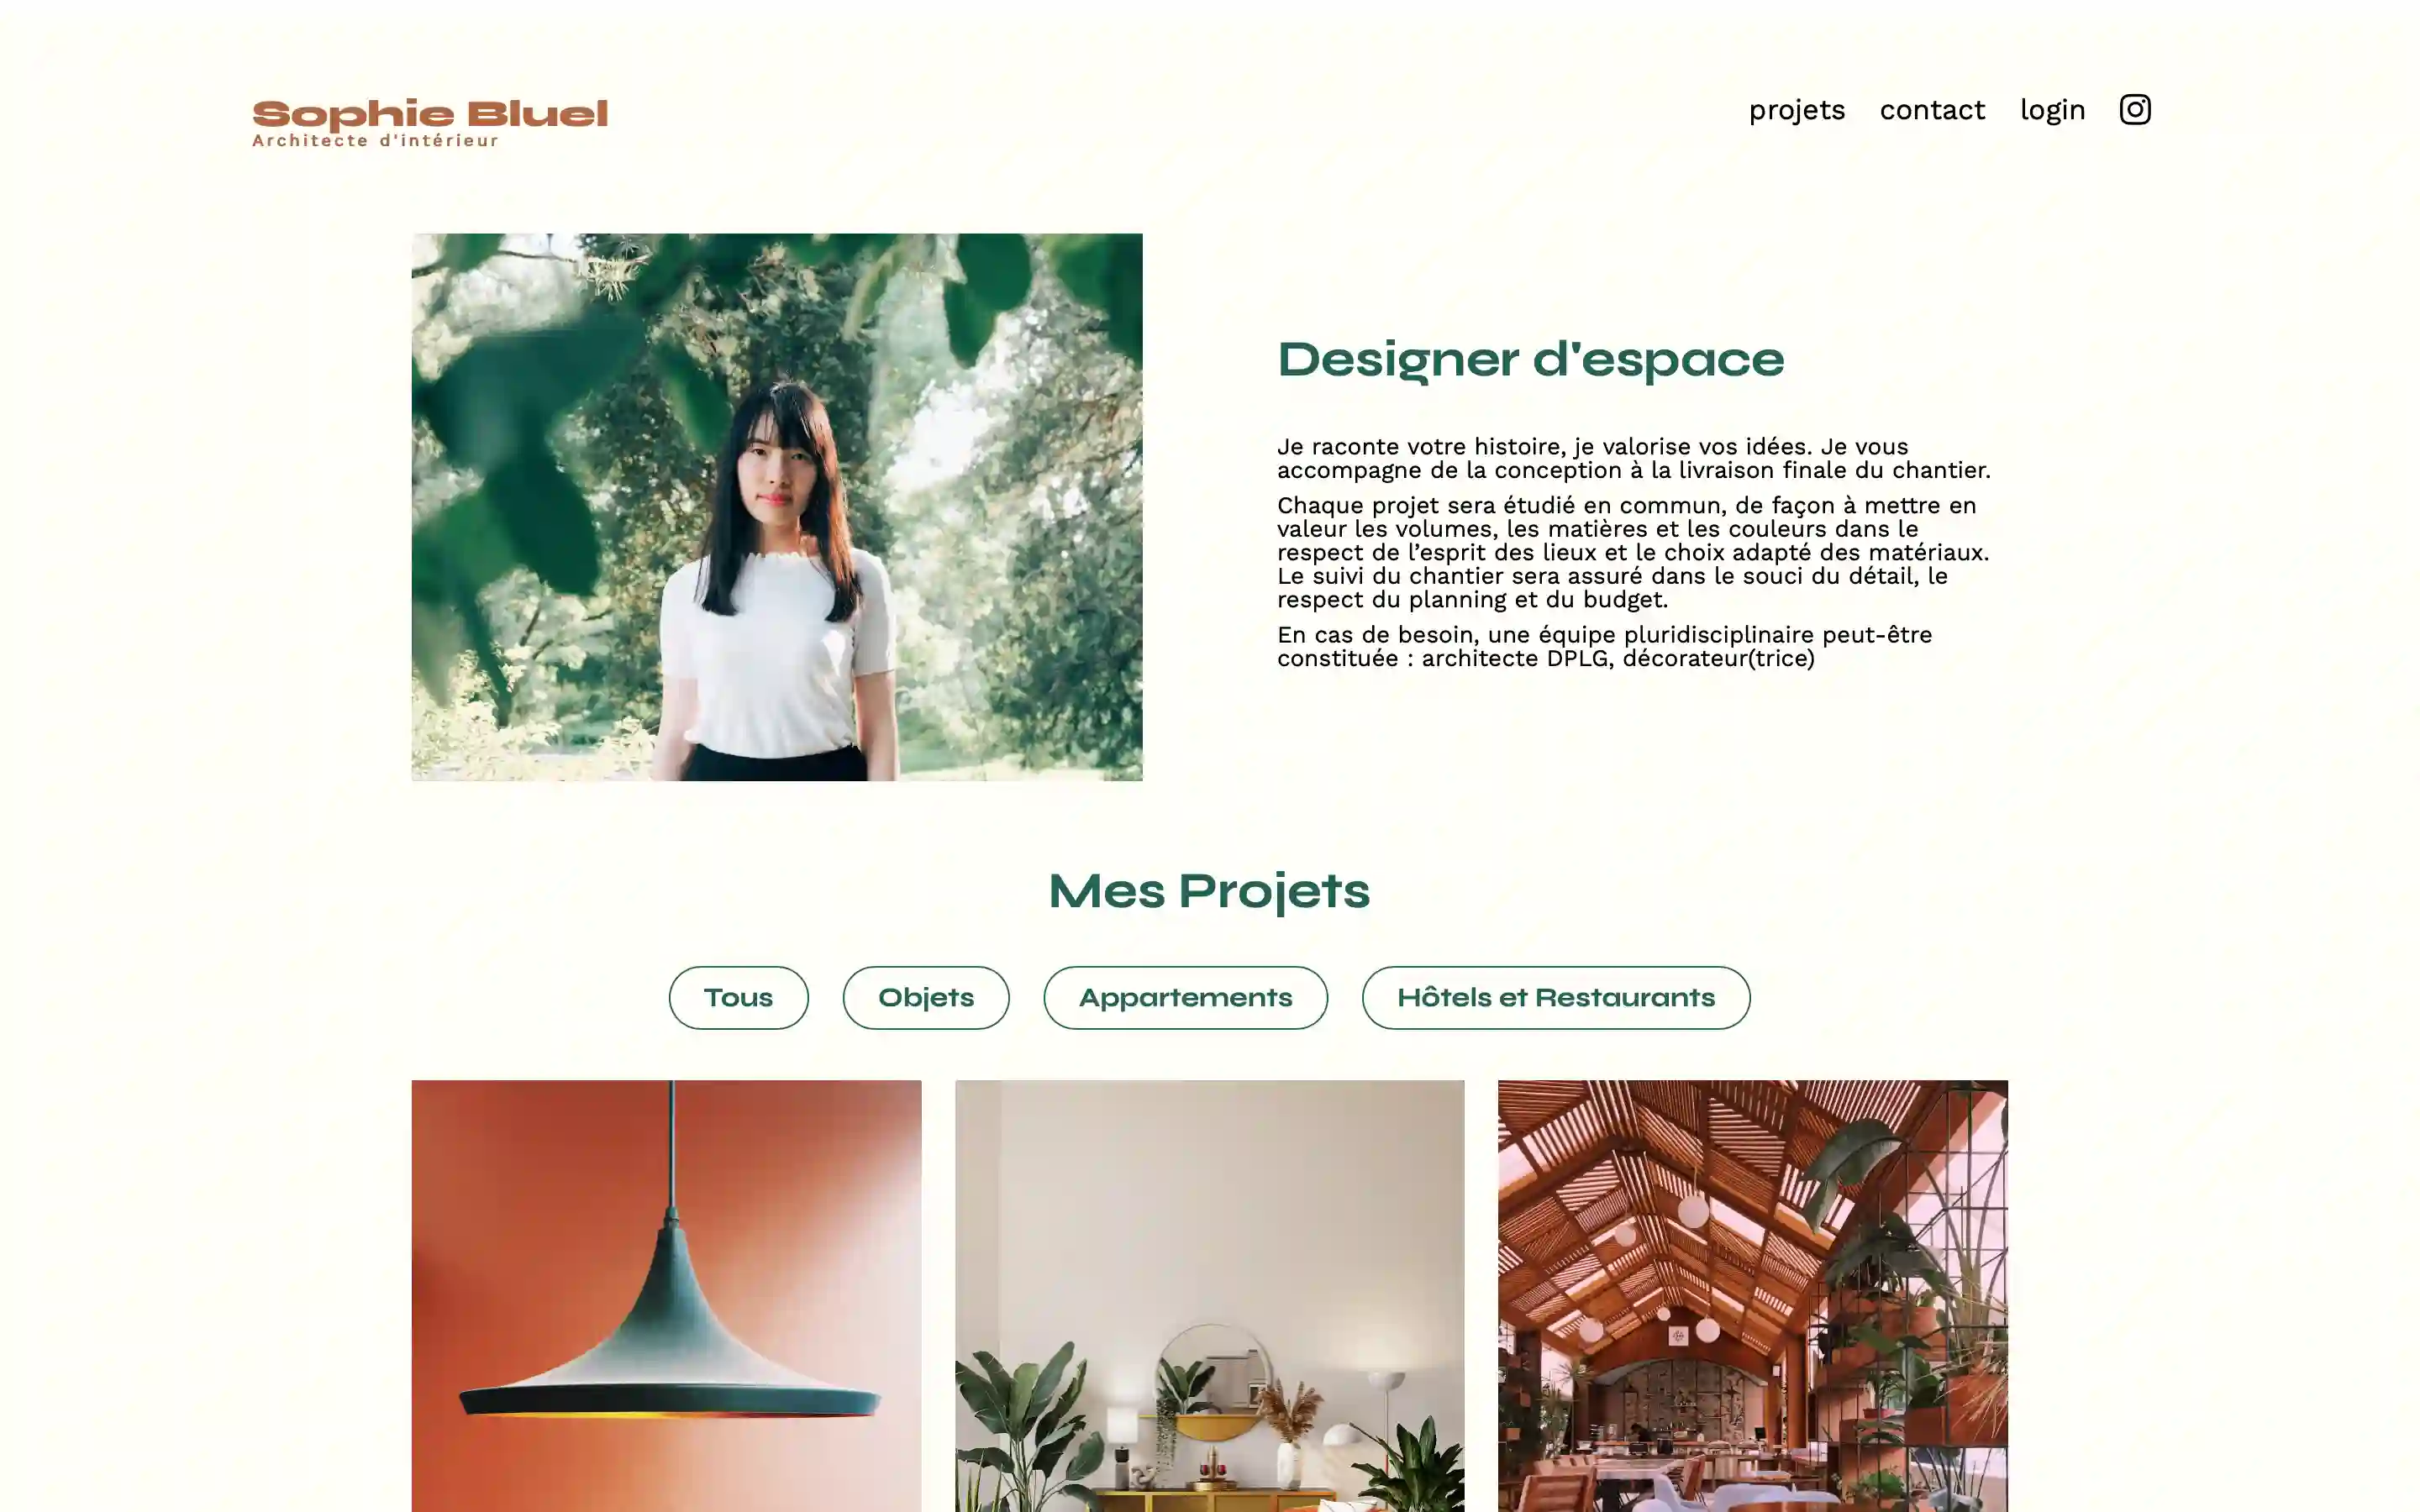 Sophie Bluel
Architecte d'intérieur
projets contact login
Designer d'espace
Je raconte votre histoire, je valorise vos idées. Je vous
accompagne de la conception à la livraison finale du chantier.
Chaque projet sera étudié en commun, de façon à mettre en
valeur les volumes, les matières et les couleurs dans le
respect de l’esprit des lieux et le choix adapté des matériaux.
Le suivi du chantier sera assuré dans le souci du détail, le
respect du planning et du budget.
En cas de besoin, une équipe pluridisciplinaire peut-être
constituée : architecte DPLG, décorateur(trice)
Mes Projets
Tous Objets Appartements Hôtels et Restaurants